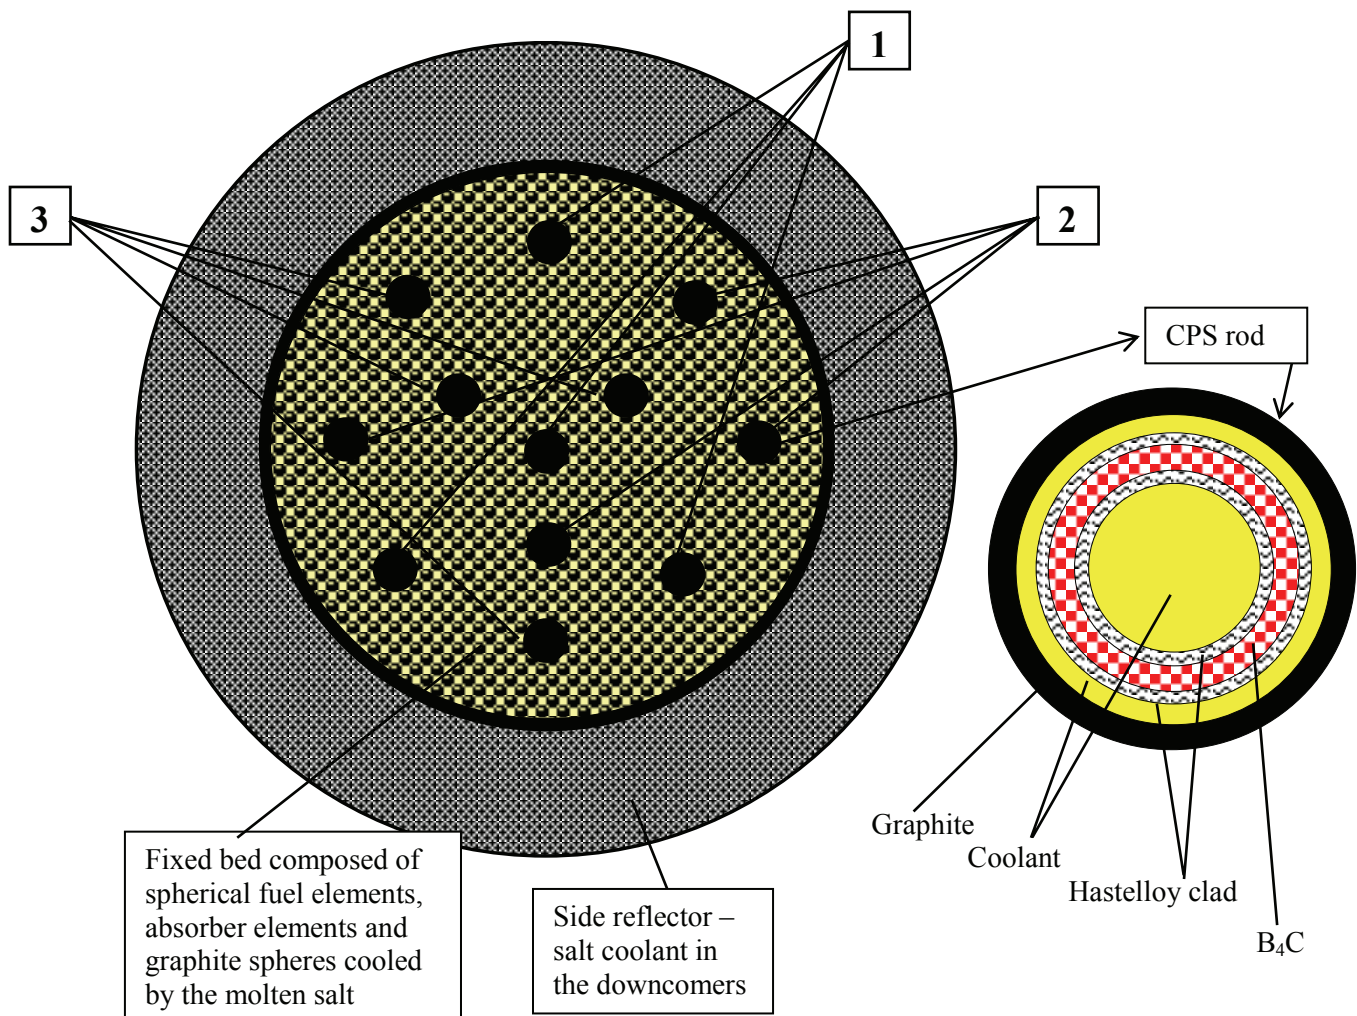 1
3
2
CPS rod
Graphite
Coolant
Hastelloy clad
B₄C
Fixed bed composed of
spherical fuel elements,
absorber elements and
graphite spheres cooled
by the molten salt
Side reflector –
salt coolant in
the downcomers